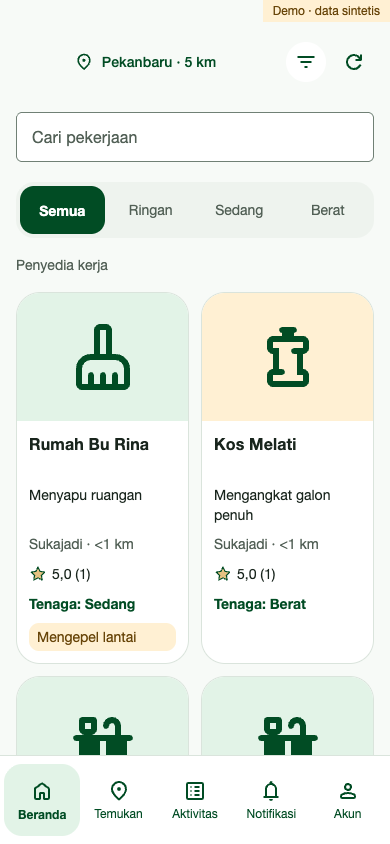 Demo · data sintetis
Pekanbaru · 5 km
Cari pekerjaan
Semua
Ringan
Sedang
Berat
Penyedia kerja
Rumah Bu Rina
Menyapu ruangan
Sukajadi · <1 km
5,0 (1)
Tenaga: Sedang
Mengepel lantai
Kos Melati
Mengangkat galon
penuh
Sukajadi · <1 km
5,0 (1)
Tenaga: Berat
Beranda
Temukan
Aktivitas
Notifikasi
Akun